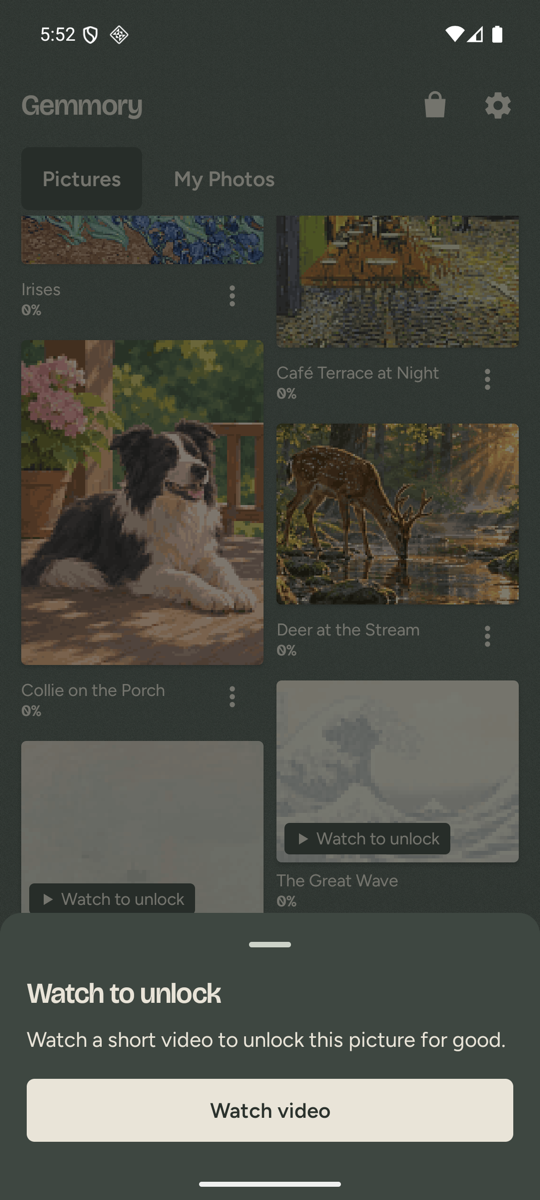 5:52
Gemmory
Pictures
My Photos
Irises
0%
Café Terrace at Night
0%
Collie on the Porch
0%
Deer at the Stream
0%
Watch to unlock
Watch to unlock
The Great Wave
0%
Watch to unlock
Watch a short video to unlock this picture for good.
Watch video